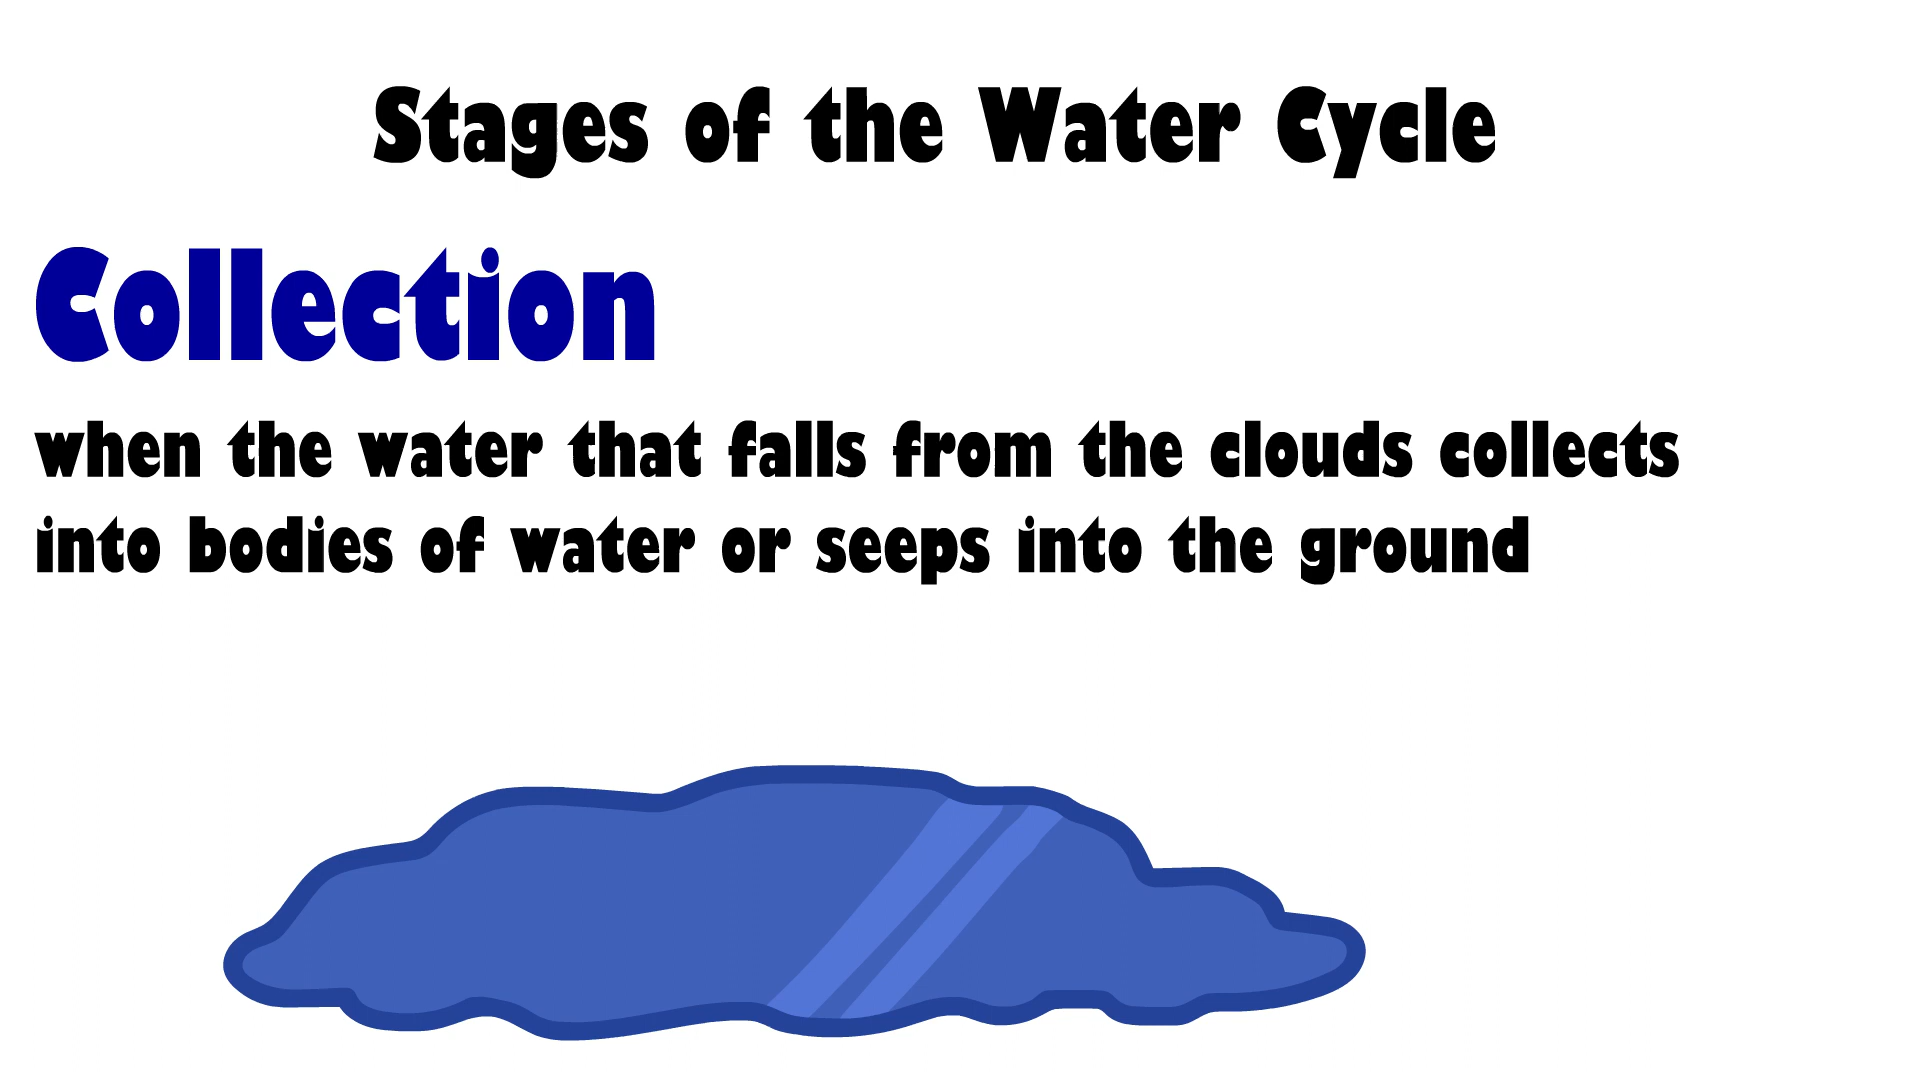 Stages of the Water Cycle
Collection
when the water that falls from the clouds collects
into bodies of water or seeps into the ground